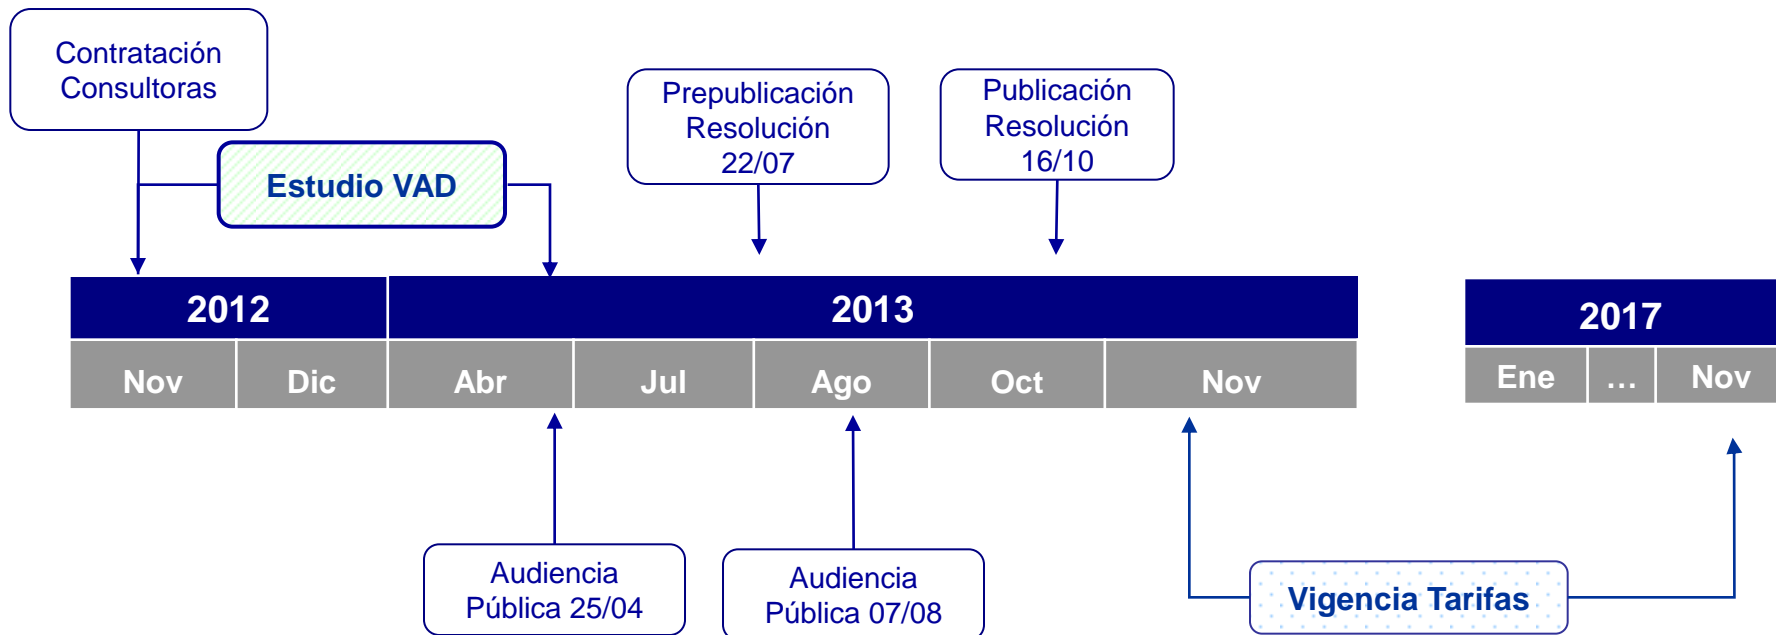 Contratación
Consultoras
Prepublicación
Resolución
22/07
Publicación
Resolución
16/10
Estudio VAD
2012
2013
2017
Nov
Dic
Abr
Jul
Ago
Oct
Nov
Ene
...
Nov
Audiencia
Pública 25/04
Audiencia
Pública 07/08
Vigencia Tarifas